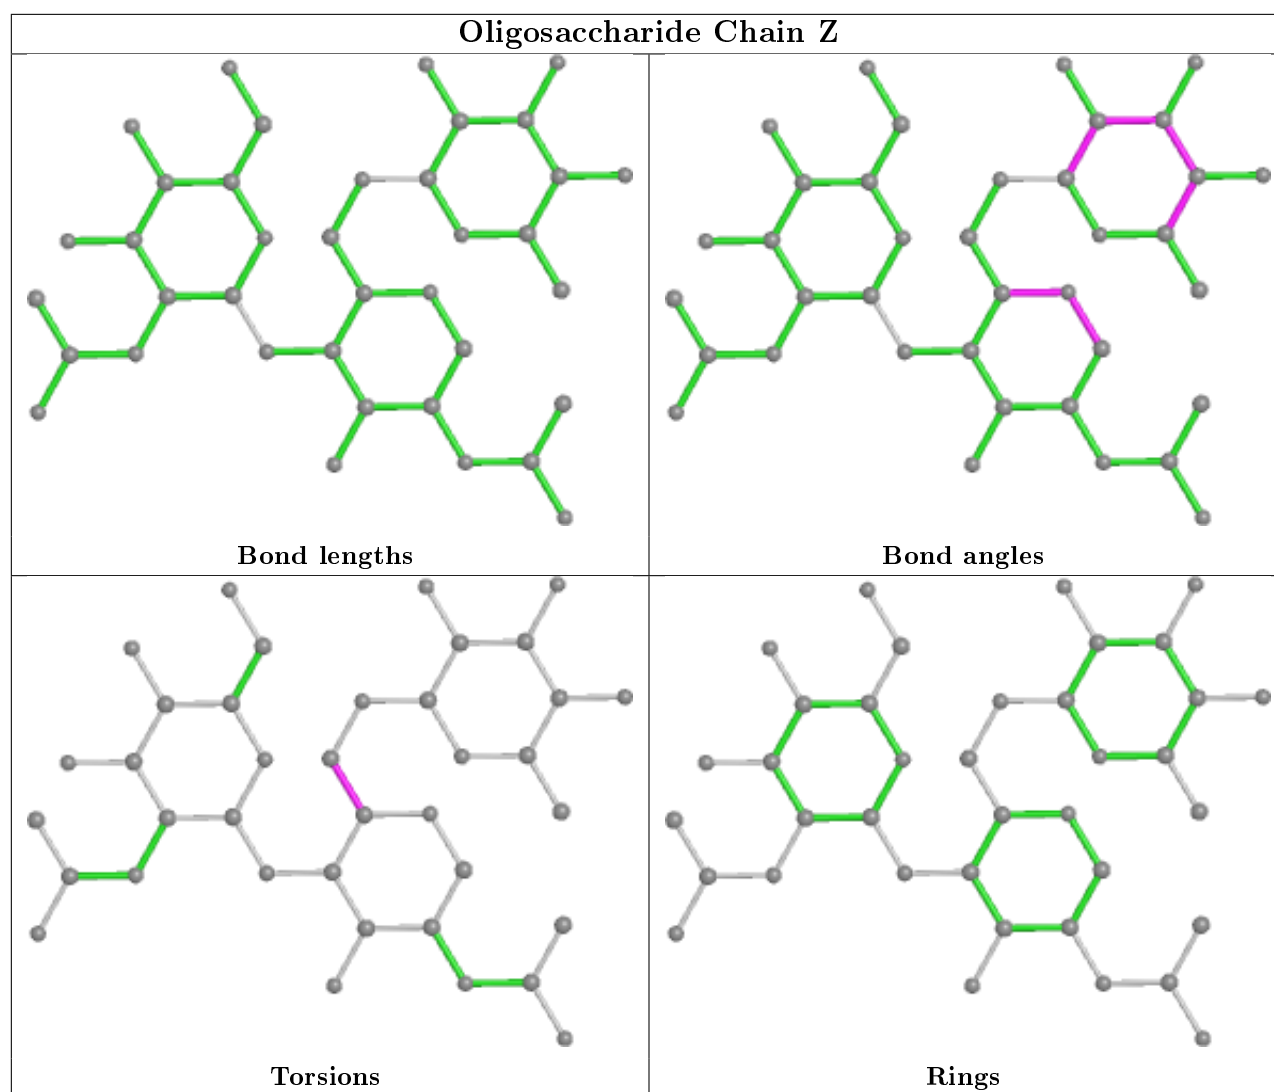 Oligosaccharide Chain Z
Bond lengths
Bond angles
Torsions
Rings